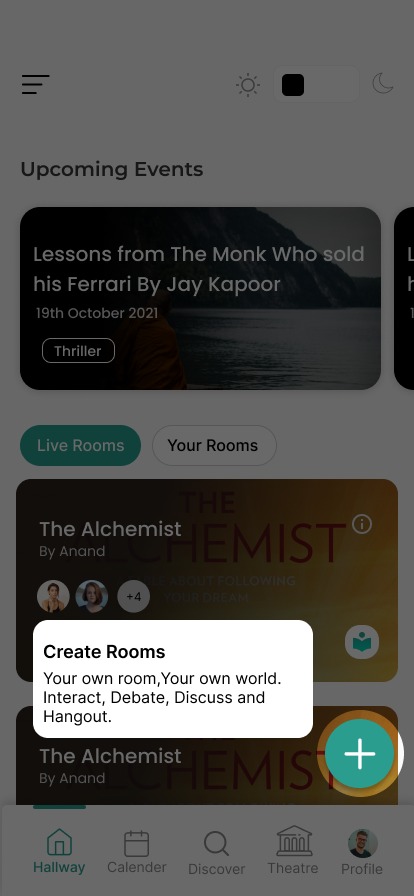 Upcoming Events
Lessons from The Monk Who sold
his Ferrari By Jay Kapoor
19th October 2021
Thriller
Live Rooms
Your Rooms
THE
ALCHEMIST
ABOUT FOLLOWING
YOUR DREAM
The Alchemist
By Anand
+4
Create Rooms
Your own room,Your own world.
Interact, Debate, Discuss and
Hangout.
CHEMIST
The Alchemist
By Anand
Hallway
Calender
Discover
Theatre
Profile